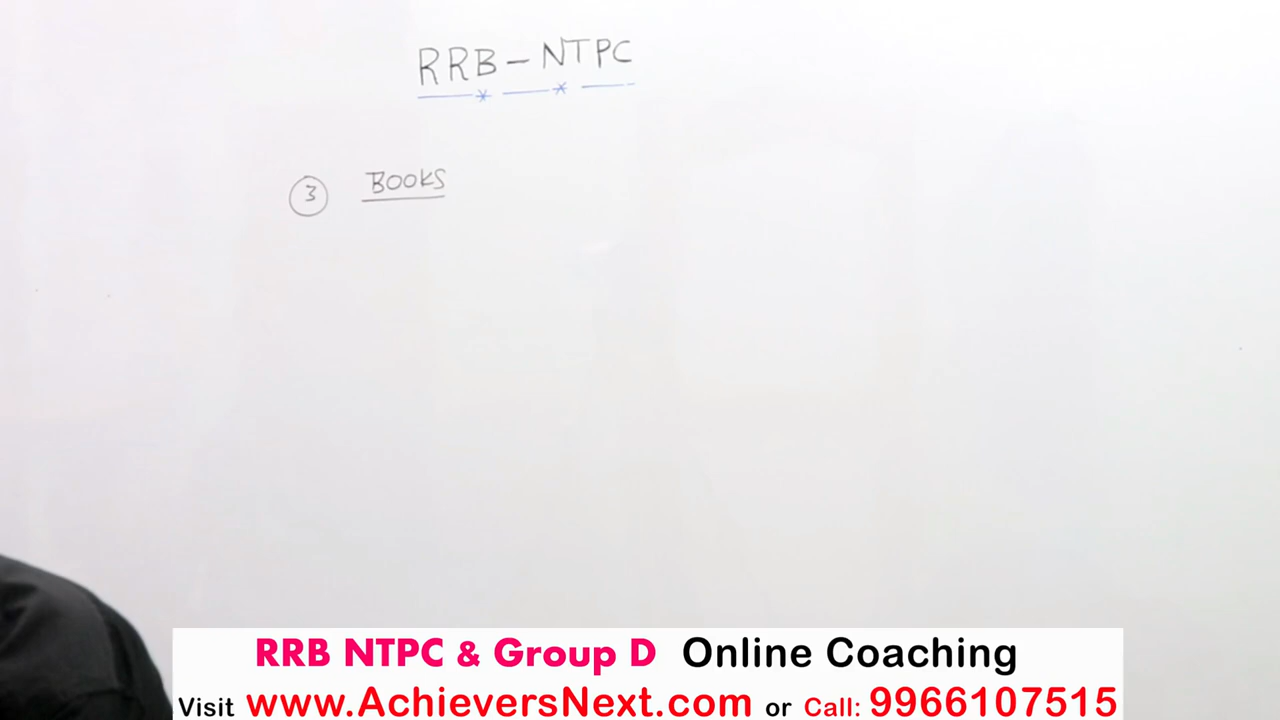 RRB-NTPC
3 BOOKS
RRB NTPC & Group D Online Coaching
Visit www.AchieversNext.com or Call: 9966107515